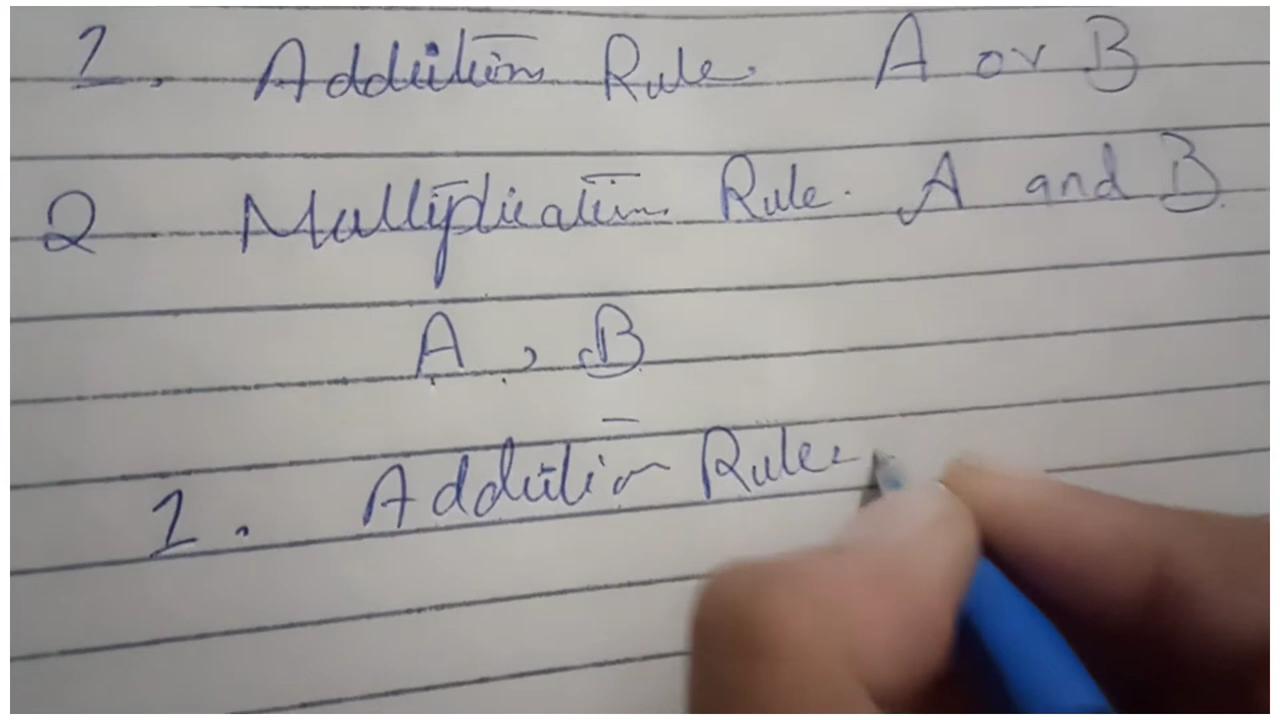 1. Addition Rule. A or B
2 Multiplication Rule. A and B
A, B
1. Addition Rule